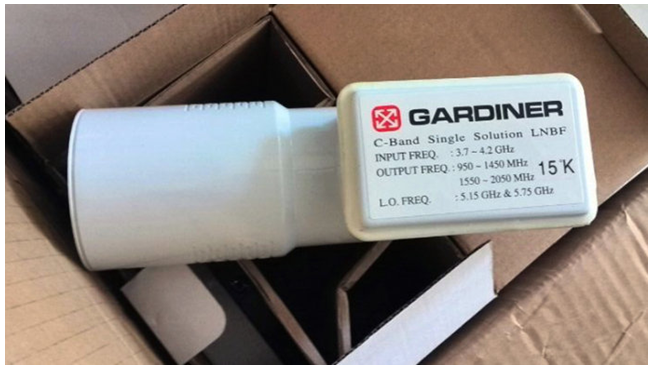 GARDINER
C-Band Single Solution LNBF
INPUT FREQ. : 3.7 ~ 4.2 GHz
OUTPUT FREQ. : 950 ~ 1450 MHz
1550 ~ 2050 MHz 15°K
L.O. FREQ. : 5.15 GHz & 5.75 GHz